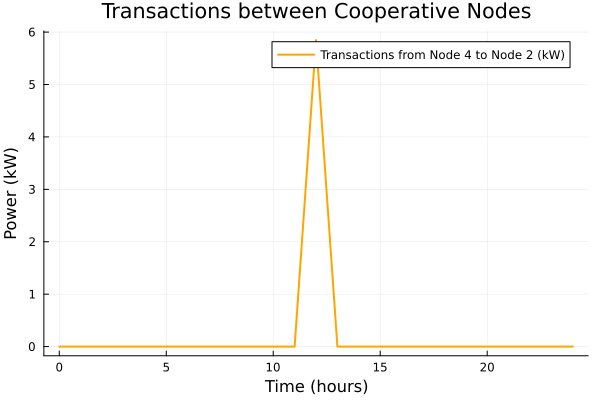 Transactions between Cooperative Nodes
Transactions from Node 4 to Node 2 (kW)
Power (kW)
6
5
4
3
2
1
0
0 5 10 15 20
Time (hours)